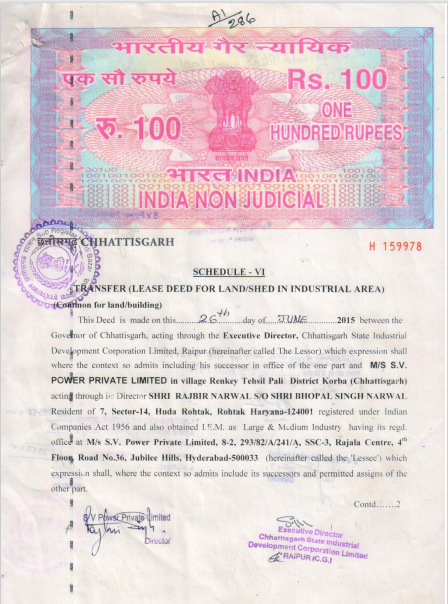 A1
286
भारतीय गैर न्यायिक
एक सौ रुपये
Rs. 100
रु. 100
ONE
HUNDRED RUPEES
सत्यमेव जयते
भारत INDIA
INDIA NON JUDICIAL
छत्तीसगढ़ CHHATTISGARH
H 159978
SCHEDULE - VI
TRANSFER (LEASE DEED FOR LAND/SHED IN INDUSTRIAL AREA)
(Common for land/building)
This Deed is made on this 26th day of JUNE 2015 between the
Governor of Chhattisgarh, acting through the Executive Director, Chhattisgarh State Industrial
Development Corporation Limited, Raipur (hereinafter called The Lessor) which expression shall
where the context so admits including his successor in office of the one part and M/S S.V.
POWER PRIVATE LIMITED in village Renkey Tehsil Pali District Korba (Chhattisgarh)
acting through its Director SHRI RAJBIR NARWAL S/O SHRI BHOPAL SINGH NARWAL
Resident of 7, Sector-14, Huda Rohtak, Rohtak Haryana-124001 registered under Indian
Companies Act 1956 and also obtained I.E.M. as Large & Medium Industry having its regd.
office at M/s S.V. Power Private Limited, 8-2, 293/82/A/241/A, SSC-3, Rajala Centre, 4th
Floor, Road No.36, Jubilee Hills, Hyderabad-500033 (hereinafter called the 'Lessee') which
expression shall, where the context so admits include its successors and permitted assigns of the
other part.
Contd.......2
S V Power Private Limited
Director
Executive Director
Chhattisgarh State Industrial
Development Corporation Limited
RAIPUR (C.G.)